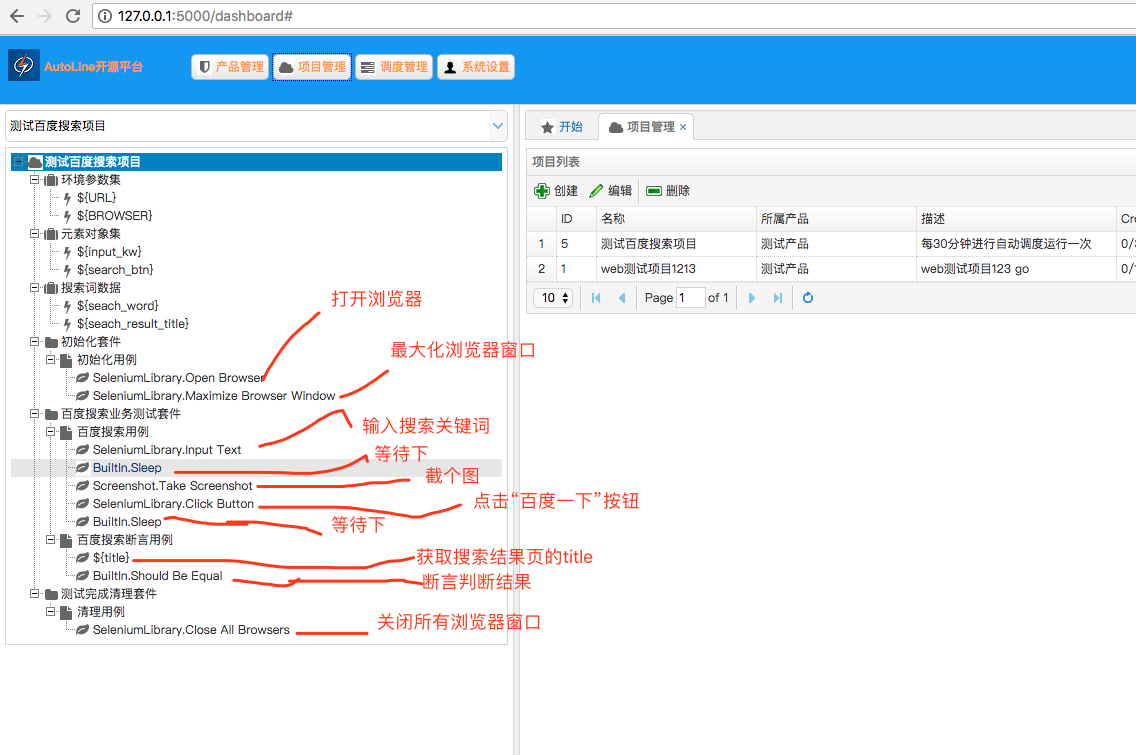 127.0.0.1:5000/dashboard#
AutoLine开源平台
产品管理
项目管理
调度管理
系统设置
测试百度搜索项目
测试百度搜索项目
环境参数集
${URL}
${BROWSER}
元素对象集
${input_kw}
${search_btn}
搜索词数据
${seach_word}
${seach_result_title}
初始化套件
初始化用例
SeleniumLibrary.Open Browser
打开浏览器
SeleniumLibrary.Maximize Browser Window
最大化浏览器窗口
百度搜索业务测试套件
百度搜索用例
SeleniumLibrary.Input Text
输入搜索关键词
BuiltIn.Sleep
等待下
Screenshot.Take Screenshot
截个图
SeleniumLibrary.Click Button
点击“百度一下”按钮
BuiltIn.Sleep
等待下
百度搜索断言用例
${title}
获取搜索结果页的title
BuiltIn.Should Be Equal
断言判断结果
测试完成清理套件
清理用例
SeleniumLibrary.Close All Browsers
关闭所有浏览器窗口
开始
项目管理 ×
项目列表
创建 编辑 删除
ID 名称 所属产品 描述 Cro
1 5 测试百度搜索项目 测试产品 每30分钟进行自动调度运行一次
2 1 web测试项目1213 测试产品 web测试项目123 go
10 Page 1 of 1